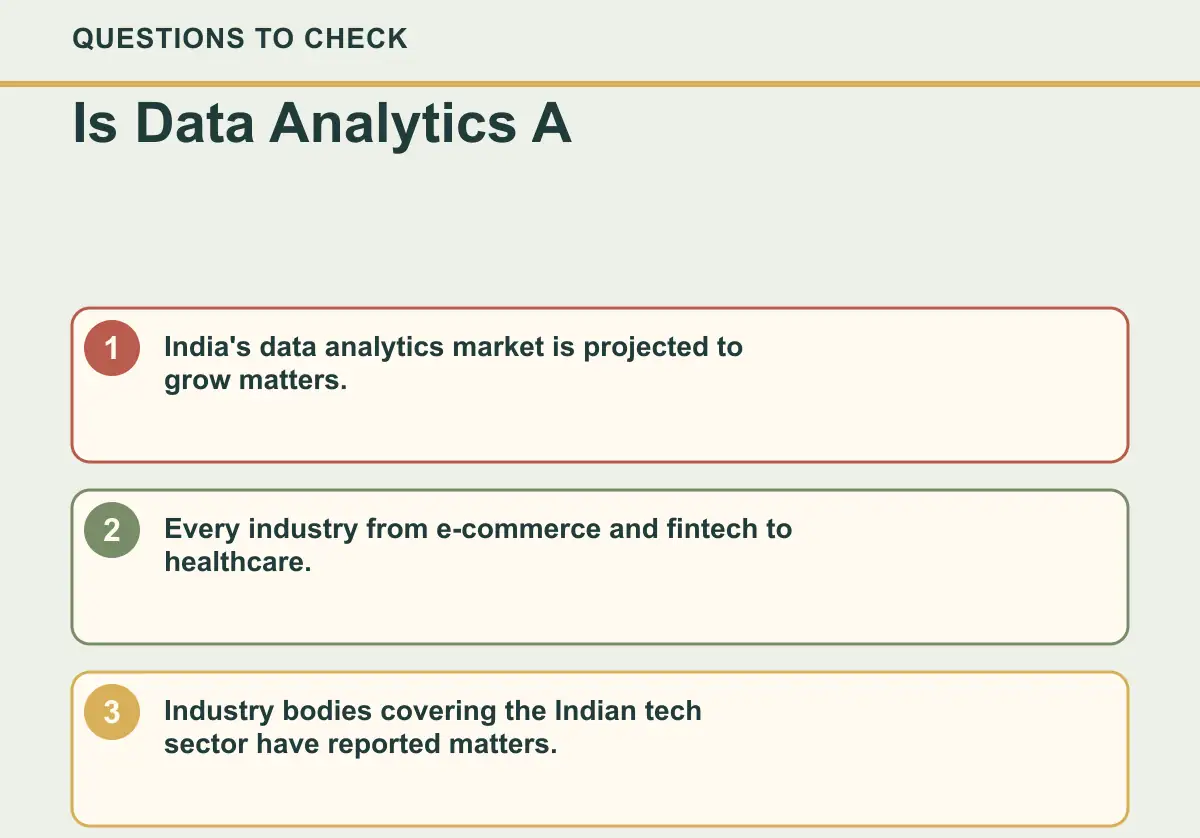 QUESTIONS TO CHECK
Is Data Analytics A
1
India's data analytics market is projected to
grow matters.
2
Every industry from e-commerce and fintech to
healthcare.
3
Industry bodies covering the Indian tech
sector have reported matters.